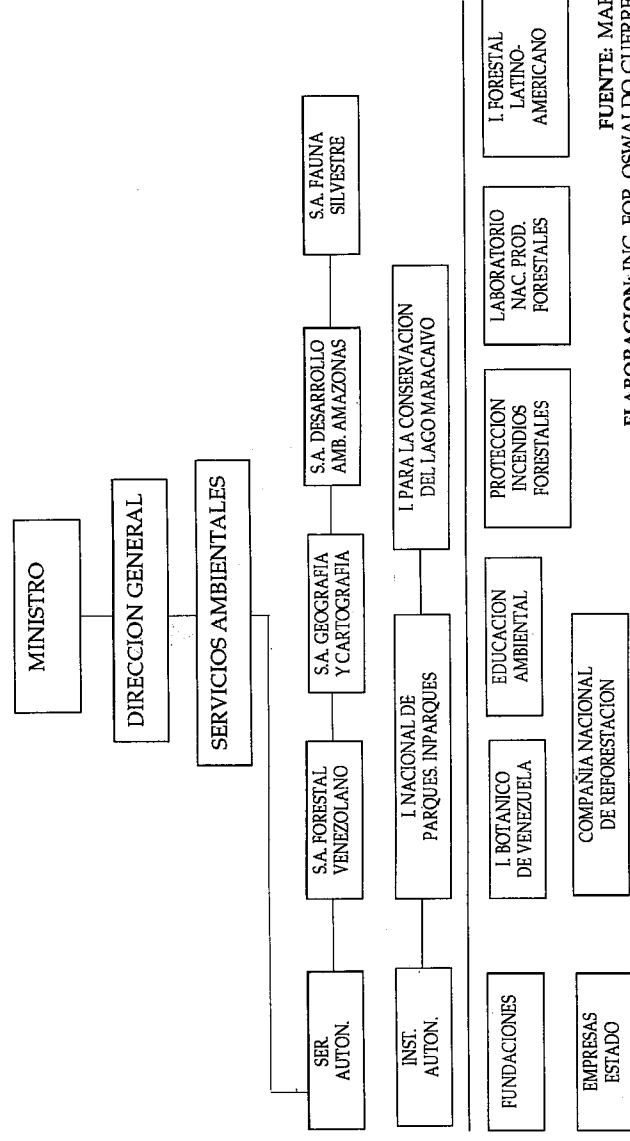 MINISTRO
DIRECCION GENERAL
SERVICIOS AMBIENTALES
SER.
AUTON.
S.A. FORESTAL
VENEZOLANO
S.A. GEOGRAFIA
Y CARTOGRAFIA
S.A. DESARROLLO
AMB. AMAZONAS
S.A. FAUNA
SILVESTRE
INST.
AUTON.
I. NACIONAL DE
PARQUES. INPARQUES
I. PARA LA CONSERVACION
DEL LAGO MARACAIVO
FUNDACIONES
I. BOTANICO
DE VENEZUELA
EDUCACION
AMBIENTAL
PROTECCION
INCENDIOS
FORESTALES
LABORATORIO
NAC. PROD.
FORESTALES
I. FORESTAL
LATINO-
AMERICANO
EMPRESAS
ESTADO
COMPAÑIA NACIONAL
DE REFORESTACION
FUENTE:
ELABORACION: ING. FOR. OSWALDO